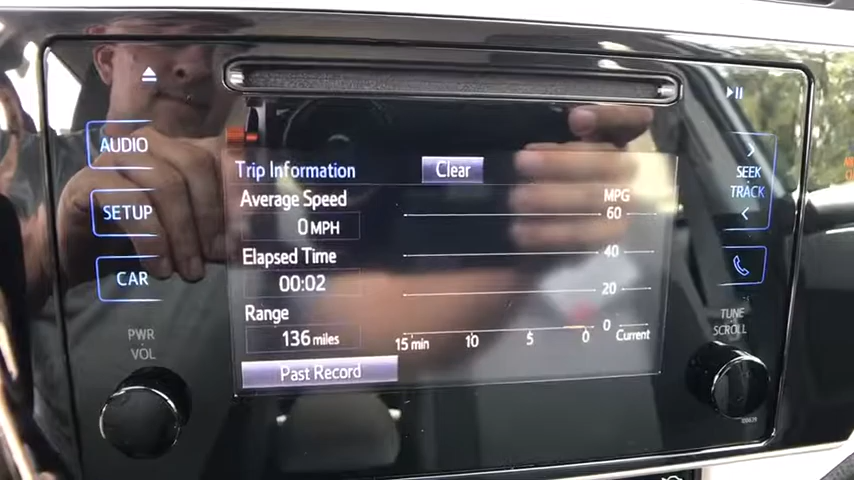 AUDIO
SETUP
CAR
PWR
VOL
Trip Information
Clear
Average Speed
0 MPH
Elapsed Time
00:02
Range
136 miles
Past Record
MPG
60
40
20
0
15 min
10
5
0
Current
SEEK
TRACK
TUNE
SCROLL